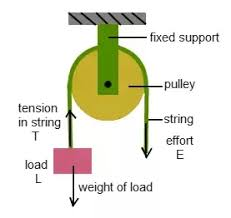 fixed support
pulley
tension
in string
T
string
effort
E
load
L
weight of load